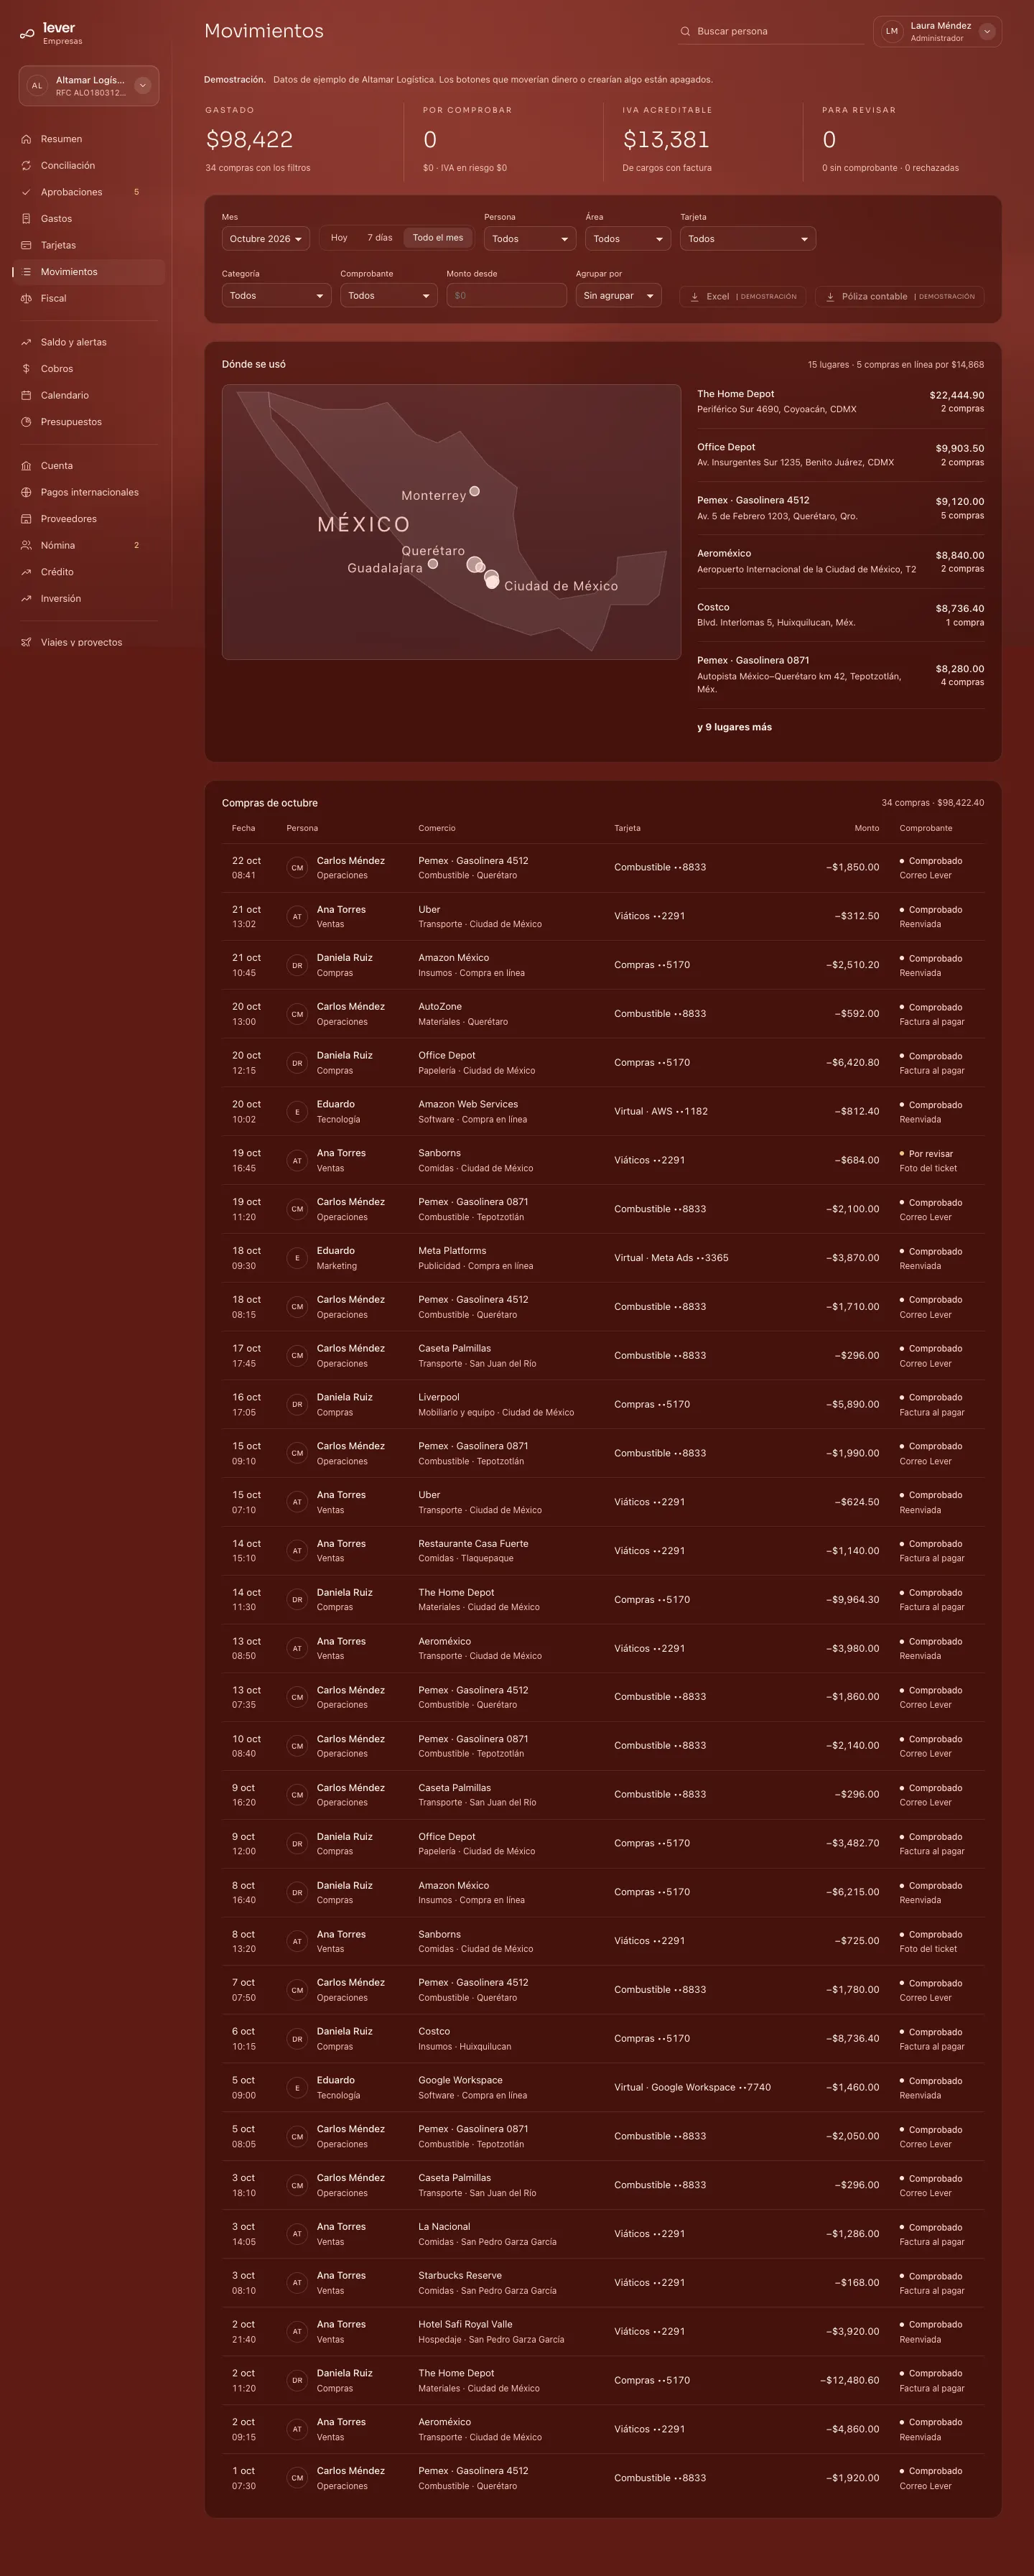 lever
Empresas
AL
Altamar Logís...
RFC ALO180312...
Resumen
Conciliación
Aprobaciones 5
Gastos
Tarjetas
Movimientos
Fiscal
Saldo y alertas
Cobros
Calendario
Presupuestos
Cuenta
Pagos internacionales
Proveedores
Nómina 2
Crédito
Inversión
Viajes y proyectos
Movimientos
Buscar persona
LM
Laura Méndez
Administrador
Demostración. Datos de ejemplo de Altamar Logística. Los botones que moverían dinero o crearían algo están apagados.
GASTADO
$98,422
34 compras con los filtros
POR COMPROBAR
0
$0 · IVA en riesgo $0
IVA ACREDITABLE
$13,381
De cargos con factura
PARA REVISAR
0
0 sin comprobante · 0 rechazadas
Mes
Octubre 2026
Hoy 7 días Todo el mes
Persona
Todos
Área
Todos
Tarjeta
Todos
Categoría
Todos
Comprobante
Todos
Monto desde
$0
Agrupar por
Sin agrupar
Excel | DEMOSTRACIÓN
Póliza contable | DEMOSTRACIÓN
Dónde se usó
15 lugares · 5 compras en línea por $14,868
Monterrey
MÉXICO
Querétaro
Guadalajara
Ciudad de México
The Home Depot $22,444.90
Periférico Sur 4690, Coyoacán, CDMX 2 compras
Office Depot $9,903.50
Av. Insurgentes Sur 1235, Benito Juárez, CDMX 2 compras
Pemex · Gasolinera 4512 $9,120.00
Av. 5 de Febrero 1203, Querétaro, Qro. 5 compras
Aeroméxico $8,840.00
Aeropuerto Internacional de la Ciudad de México, T2 2 compras
Costco $8,736.40
Blvd. Interlomas 5, Huixquilucan, Méx. 1 compra
Pemex · Gasolinera 0871 $8,280.00
Autopista México–Querétaro km 42, Tepotzotlán, 4 compras
Méx.
y 9 lugares más
Compras de octubre 34 compras · $98,422.40
Fecha Persona Comercio Tarjeta Monto Comprobante
22 oct CM Carlos Méndez Pemex · Gasolinera 4512 Combustible ••8833 −$1,850.00 Comprobado
08:41 Operaciones Combustible · Querétaro Correo Lever
21 oct AT Ana Torres Uber Viáticos ••2291 −$312.50 Comprobado
13:02 Ventas Transporte · Ciudad de México Reenviada
21 oct DR Daniela Ruiz Amazon México Compras ••5170 −$2,510.20 Comprobado
10:45 Compras Insumos · Compra en línea Reenviada
20 oct CM Carlos Méndez AutoZone Combustible ••8833 −$592.00 Comprobado
13:00 Operaciones Materiales · Querétaro Factura al pagar
20 oct DR Daniela Ruiz Office Depot Compras ••5170 −$6,420.80 Comprobado
12:15 Compras Papelería · Ciudad de México Factura al pagar
20 oct E Eduardo Amazon Web Services Virtual · AWS ••1182 −$812.40 Comprobado
10:02 Tecnología Software · Compra en línea Reenviada
19 oct AT Ana Torres Sanborns Viáticos ••2291 −$684.00 Por revisar
16:45 Ventas Comidas · Ciudad de México Foto del ticket
19 oct CM Carlos Méndez Pemex · Gasolinera 0871 Combustible ••8833 −$2,100.00 Comprobado
11:20 Operaciones Combustible · Tepotzotlán Correo Lever
18 oct E Eduardo Meta Platforms Virtual · Meta Ads ••3365 −$3,870.00 Comprobado
09:30 Marketing Publicidad · Compra en línea Reenviada
18 oct CM Carlos Méndez Pemex · Gasolinera 4512 Combustible ••8833 −$1,710.00 Comprobado
08:15 Operaciones Combustible · Querétaro Correo Lever
17 oct CM Carlos Méndez Caseta Palmillas Combustible ••8833 −$296.00 Comprobado
17:45 Operaciones Transporte · San Juan del Río Correo Lever
16 oct DR Daniela Ruiz Liverpool Compras ••5170 −$5,890.00 Comprobado
17:05 Compras Mobiliario y equipo · Ciudad de México Factura al pagar
15 oct CM Carlos Méndez Pemex · Gasolinera 0871 Combustible ••8833 −$1,990.00 Comprobado
09:10 Operaciones Combustible · Tepotzotlán Correo Lever
15 oct AT Ana Torres Uber Viáticos ••2291 −$624.50 Comprobado
07:10 Ventas Transporte · Ciudad de México Reenviada
14 oct AT Ana Torres Restaurante Casa Fuerte Viáticos ••2291 −$1,140.00 Comprobado
15:10 Ventas Comidas · Tlaquepaque Factura al pagar
14 oct DR Daniela Ruiz The Home Depot Compras ••5170 −$9,964.30 Comprobado
11:30 Compras Materiales · Ciudad de México Factura al pagar
13 oct AT Ana Torres Aeroméxico Viáticos ••2291 −$3,980.00 Comprobado
08:50 Ventas Transporte · Ciudad de México Reenviada
13 oct CM Carlos Méndez Pemex · Gasolinera 4512 Combustible ••8833 −$1,860.00 Comprobado
07:35 Operaciones Combustible · Querétaro Correo Lever
10 oct CM Carlos Méndez Pemex · Gasolinera 0871 Combustible ••8833 −$2,140.00 Comprobado
08:40 Operaciones Combustible · Tepotzotlán Correo Lever
9 oct CM Carlos Méndez Caseta Palmillas Combustible ••8833 −$296.00 Comprobado
16:20 Operaciones Transporte · San Juan del Río Correo Lever
9 oct DR Daniela Ruiz Office Depot Compras ••5170 −$3,482.70 Comprobado
12:00 Compras Papelería · Ciudad de México Factura al pagar
8 oct DR Daniela Ruiz Amazon México Compras ••5170 −$6,215.00 Comprobado
16:40 Compras Insumos · Compra en línea Reenviada
8 oct AT Ana Torres Sanborns Viáticos ••2291 −$725.00 Comprobado
13:20 Ventas Comidas · Ciudad de México Foto del ticket
7 oct CM Carlos Méndez Pemex · Gasolinera 4512 Combustible ••8833 −$1,780.00 Comprobado
07:50 Operaciones Combustible · Querétaro Correo Lever
6 oct DR Daniela Ruiz Costco Compras ••5170 −$8,736.40 Comprobado
10:15 Compras Insumos · Huixquilucan Factura al pagar
5 oct E Eduardo Google Workspace Virtual · Google Workspace ••7740 −$1,460.00 Comprobado
09:00 Tecnología Software · Compra en línea Reenviada
5 oct CM Carlos Méndez Pemex · Gasolinera 0871 Combustible ••8833 −$2,050.00 Comprobado
08:05 Operaciones Combustible · Tepotzotlán Correo Lever
3 oct CM Carlos Méndez Caseta Palmillas Combustible ••8833 −$296.00 Comprobado
18:10 Operaciones Transporte · San Juan del Río Correo Lever
3 oct AT Ana Torres La Nacional Viáticos ••2291 −$1,286.00 Comprobado
14:05 Ventas Comidas · San Pedro Garza García Factura al pagar
3 oct AT Ana Torres Starbucks Reserve Viáticos ••2291 −$168.00 Comprobado
08:10 Ventas Comidas · San Pedro Garza García Factura al pagar
2 oct AT Ana Torres Hotel Safi Royal Valle Viáticos ••2291 −$3,920.00 Comprobado
21:40 Ventas Hospedaje · San Pedro Garza García Reenviada
2 oct DR Daniela Ruiz The Home Depot Compras ••5170 −$12,480.60 Comprobado
11:20 Compras Materiales · Ciudad de México Factura al pagar
2 oct AT Ana Torres Aeroméxico Viáticos ••2291 −$4,860.00 Comprobado
09:15 Ventas Transporte · Ciudad de México Reenviada
1 oct CM Carlos Méndez Pemex · Gasolinera 4512 Combustible ••8833 −$1,920.00 Comprobado
07:30 Operaciones Combustible · Querétaro Correo Lever